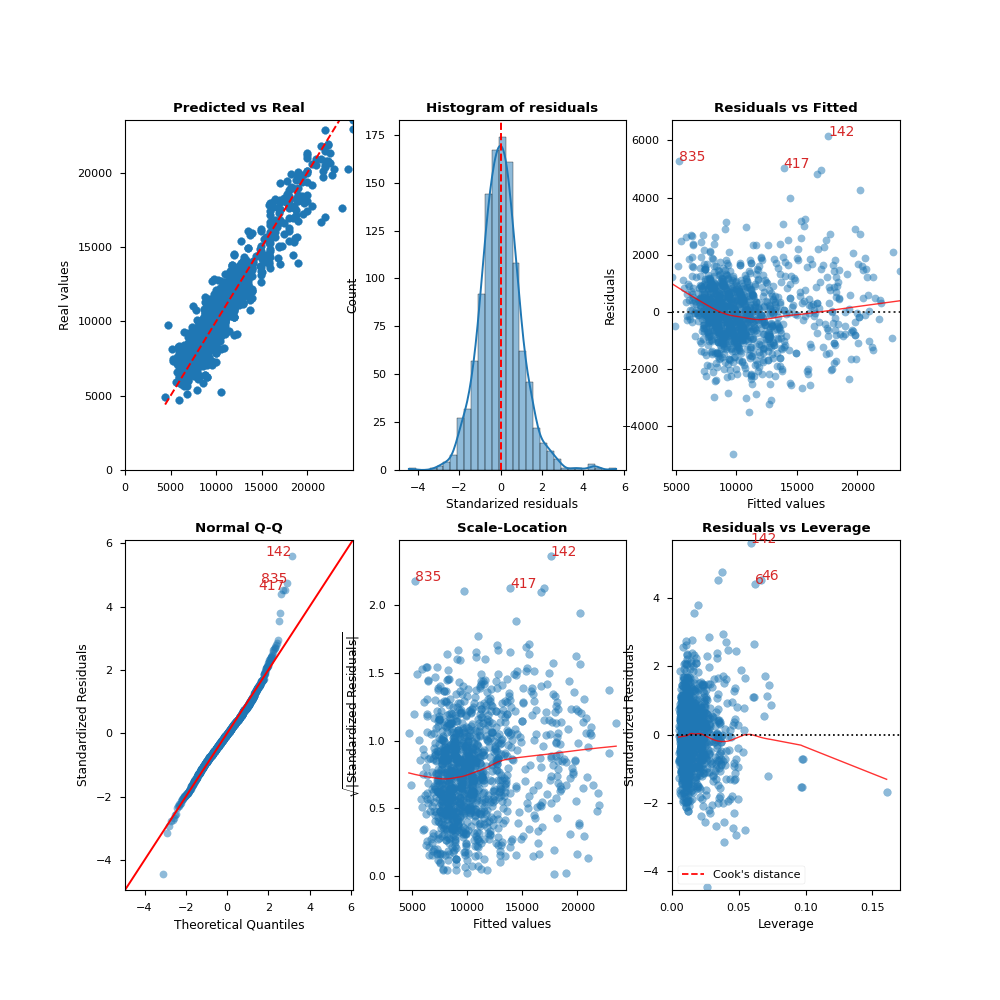 Predicted vs Real
Real values
20000
15000
10000
5000
0
0 5000 10000 15000 20000
Histogram of residuals
Count
175
150
125
100
75
50
25
0
−4 −2 0 2 4 6
Standarized residuals
Residuals vs Fitted
Residuals
6000
4000
2000
0
−2000
−4000
142
835
417
5000 10000 15000 20000
Fitted values
Normal Q-Q
Standardized Residuals
6
4
2
0
−2
−4
142
835
417
−4 −2 0 2 4 6
Theoretical Quantiles
Scale-Location
√|Standardized Residuals|
2.0
1.5
1.0
0.5
0.0
142
835
417
5000 10000 15000 20000
Fitted values
Residuals vs Leverage
Standardized Residuals
4
2
0
−2
−4
142
46
6
Cook's distance
0.00 0.05 0.10 0.15
Leverage